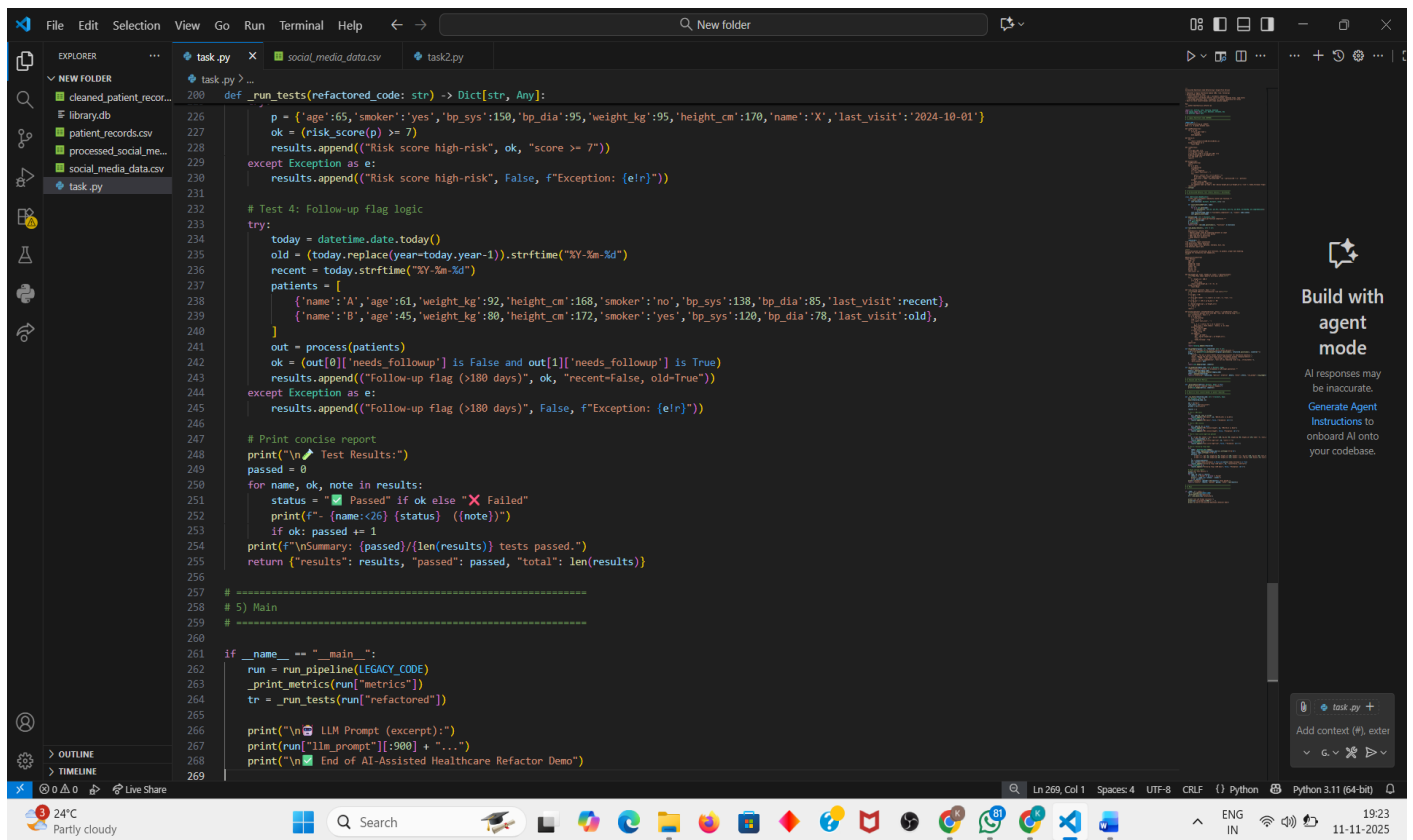 File Edit Selection View Go Run Terminal Help
New folder
EXPLORER
NEW FOLDER
cleaned_patient_recor...
library.db
patient_records.csv
processed_social_me...
social_media_data.csv
task .py
OUTLINE
TIMELINE
task .py
social_media_data.csv
task2.py
task .py > ...
200 def _run_tests(refactored_code: str) -> Dict[str, Any]:
226 p = {'age':65,'smoker':'yes','bp_sys':150,'bp_dia':95,'weight_kg':95,'height_cm':170,'name':'X','last_visit':'2024-10-01'}
227 ok = (risk_score(p) >= 7)
228 results.append(("Risk score high-risk", ok, "score >= 7"))
229 except Exception as e:
230 results.append(("Risk score high-risk", False, f"Exception: {e!r}"))
231
232 # Test 4: Follow-up flag logic
233 try:
234 today = datetime.date.today()
235 old = (today.replace(year=today.year-1)).strftime("%Y-%m-%d")
236 recent = today.strftime("%Y-%m-%d")
237 patients = [
238 {'name':'A','age':61,'weight_kg':92,'height_cm':168,'smoker':'no','bp_sys':138,'bp_dia':85,'last_visit':recent},
239 {'name':'B','age':45,'weight_kg':80,'height_cm':172,'smoker':'yes','bp_sys':120,'bp_dia':78,'last_visit':old},
240 ]
241 out = process(patients)
242 ok = (out[0]['needs_followup'] is False and out[1]['needs_followup'] is True)
243 results.append(("Follow-up flag (>180 days)", ok, "recent=False, old=True"))
244 except Exception as e:
245 results.append(("Follow-up flag (>180 days)", False, f"Exception: {e!r}"))
246
247 # Print concise report
248 print("\n🧪 Test Results:")
249 passed = 0
250 for name, ok, note in results:
251 status = "✅ Passed" if ok else "❌ Failed"
252 print(f"- {name:<26} {status}  ({note})")
253 if ok: passed += 1
254 print(f"\nSummary: {passed}/{len(results)} tests passed.")
255 return {"results": results, "passed": passed, "total": len(results)}
256
257 # ============================================================
258 # 5) Main
259 # ============================================================
260
261 if __name__ == "__main__":
262 run = run_pipeline(LEGACY_CODE)
263 _print_metrics(run["metrics"])
264 tr = _run_tests(run["refactored"])
265
266 print("\n🤖 LLM Prompt (excerpt):")
267 print(run["llm_prompt"][:900] + "...")
268 print("\n✅ End of AI-Assisted Healthcare Refactor Demo")
269
Build with
agent
mode
AI responses may
be inaccurate.
Generate Agent
Instructions to
onboard AI onto
your codebase.
task .py +
Add context (#), exter
G.
0 0 Live Share
Ln 269, Col 1 Spaces: 4 UTF-8 CRLF {} Python Python 3.11 (64-bit)
3 24°C
Partly cloudy
Search
K 81 K
ENG
IN
19:23
11-11-2025